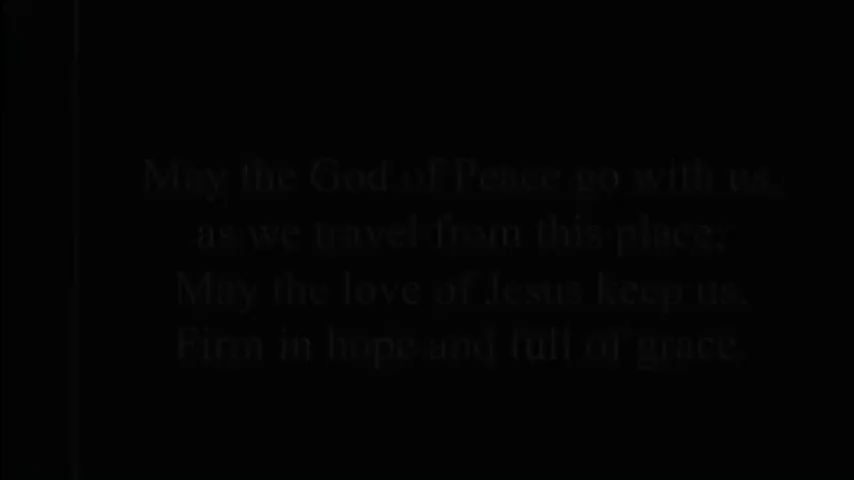 May the God of Peace go with us,
as we travel from this place;
May the love of Jesus keep us,
Firm in hope and full of grace.